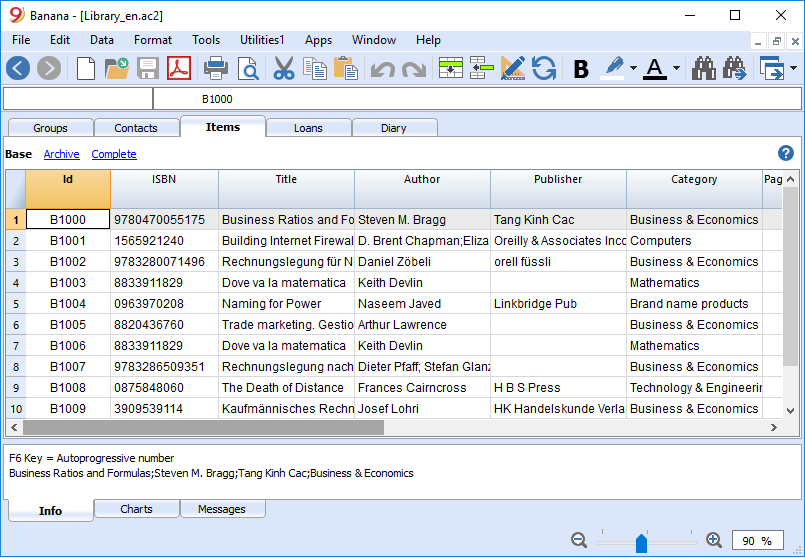 Banana - [Library_en.ac2]
File Edit Data Format Tools Utilities1 Apps Window Help
B A
B1000
Groups Contacts Items Loans Diary
Base Archive Complete ?
Id ISBN Title Author Publisher Category Pag
1 B1000 9780470055175 Business Ratios and Fo Steven M. Bragg Tang Kinh Cac Business & Economics
2 B1001 1565921240 Building Internet Firewal D. Brent Chapman;Eliza Oreilly & Associates Inco Computers
3 B1002 9783280071496 Rechnungslegung für N Daniel Zöbeli orell füssli Business & Economics
4 B1003 8833911829 Dove va la matematica Keith Devlin Mathematics
5 B1004 0963970208 Naming for Power Naseem Javed Linkbridge Pub Brand name products
6 B1005 8820436760 Trade marketing. Gestio Arthur Lawrence Business & Economics
7 B1006 8833911829 Dove va la matematica Keith Devlin Mathematics
8 B1007 9783286509351 Rechnungslegung nach Dieter Pfaff; Stefan Glanz Business & Economics
9 B1008 0875848060 The Death of Distance Frances Cairncross H B S Press Technology & Engineerin
10 B1009 3909539114 Kaufmännisches Rechn Josef Lohri HK Handelskunde Verla Business & Economics
F6 Key = Autoprogressive number
Business Ratios and Formulas;Steven M. Bragg;Tang Kinh Cac;Business & Economics
Info Charts Messages
90 %